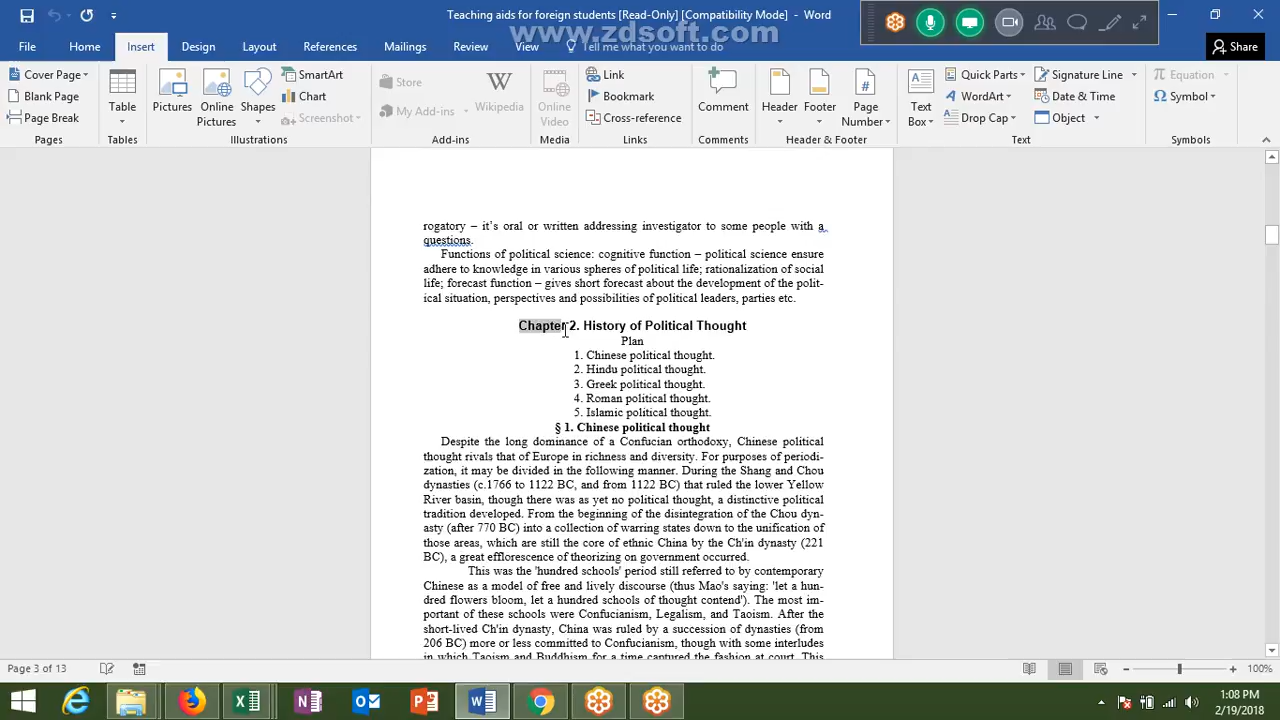 Teaching aids for foreign students [Read-Only] [Compatibility Mode] - Word
www.zdsoft.com
File Home Insert Design Layout References Mailings Review View Tell me what you want to do Share
Cover Page
Blank Page
Page Break
Pages
Table
Tables
Pictures
Online Pictures
Shapes
SmartArt
Chart
Screenshot
Illustrations
Store
My Add-ins
Wikipedia
Add-ins
Online Video
Media
Link
Bookmark
Cross-reference
Links
Comment
Comments
Header
Footer
Page Number
Header & Footer
Text Box
Quick Parts
WordArt
Drop Cap
Signature Line
Date & Time
Object
Text
Equation
Symbol
Symbols
rogatory – it's oral or written addressing investigator to some people with a
questions.
Functions of political science: cognitive function – political science ensure
adhere to knowledge in various spheres of political life; rationalization of social
life; forecast function – gives short forecast about the development of the polit-
ical situation, perspectives and possibilities of political leaders, parties etc.
Chapter 2. History of Political Thought
Plan
1. Chinese political thought.
2. Hindu political thought.
3. Greek political thought.
4. Roman political thought.
5. Islamic political thought.
§ 1. Chinese political thought
Despite the long dominance of a Confucian orthodoxy, Chinese political
thought rivals that of Europe in richness and diversity. For purposes of periodi-
zation, it may be divided in the following manner. During the Shang and Chou
dynasties (c.1766 to 1122 BC, and from 1122 BC) that ruled the lower Yellow
River basin, though there was as yet no political thought, a distinctive political
tradition developed. From the beginning of the disintegration of the Chou dyn-
asty (after 770 BC) into a collection of warring states down to the unification of
those areas, which are still the core of ethnic China by the Ch'in dynasty (221
BC), a great efflorescence of theorizing on government occurred.
This was the 'hundred schools' period still referred to by contemporary
Chinese as a model of free and lively discourse (thus Mao's saying: 'let a hun-
dred flowers bloom, let a hundred schools of thought contend'). The most im-
portant of these schools were Confucianism, Legalism, and Taoism. After the
short-lived Ch'in dynasty, China was ruled by a succession of dynasties (from
206 BC) more or less committed to Confucianism, though with some interludes
in which Taoism and Buddhism for a time captured the fashion at court. This
Page 3 of 13
100%
1:08 PM
2/19/2018